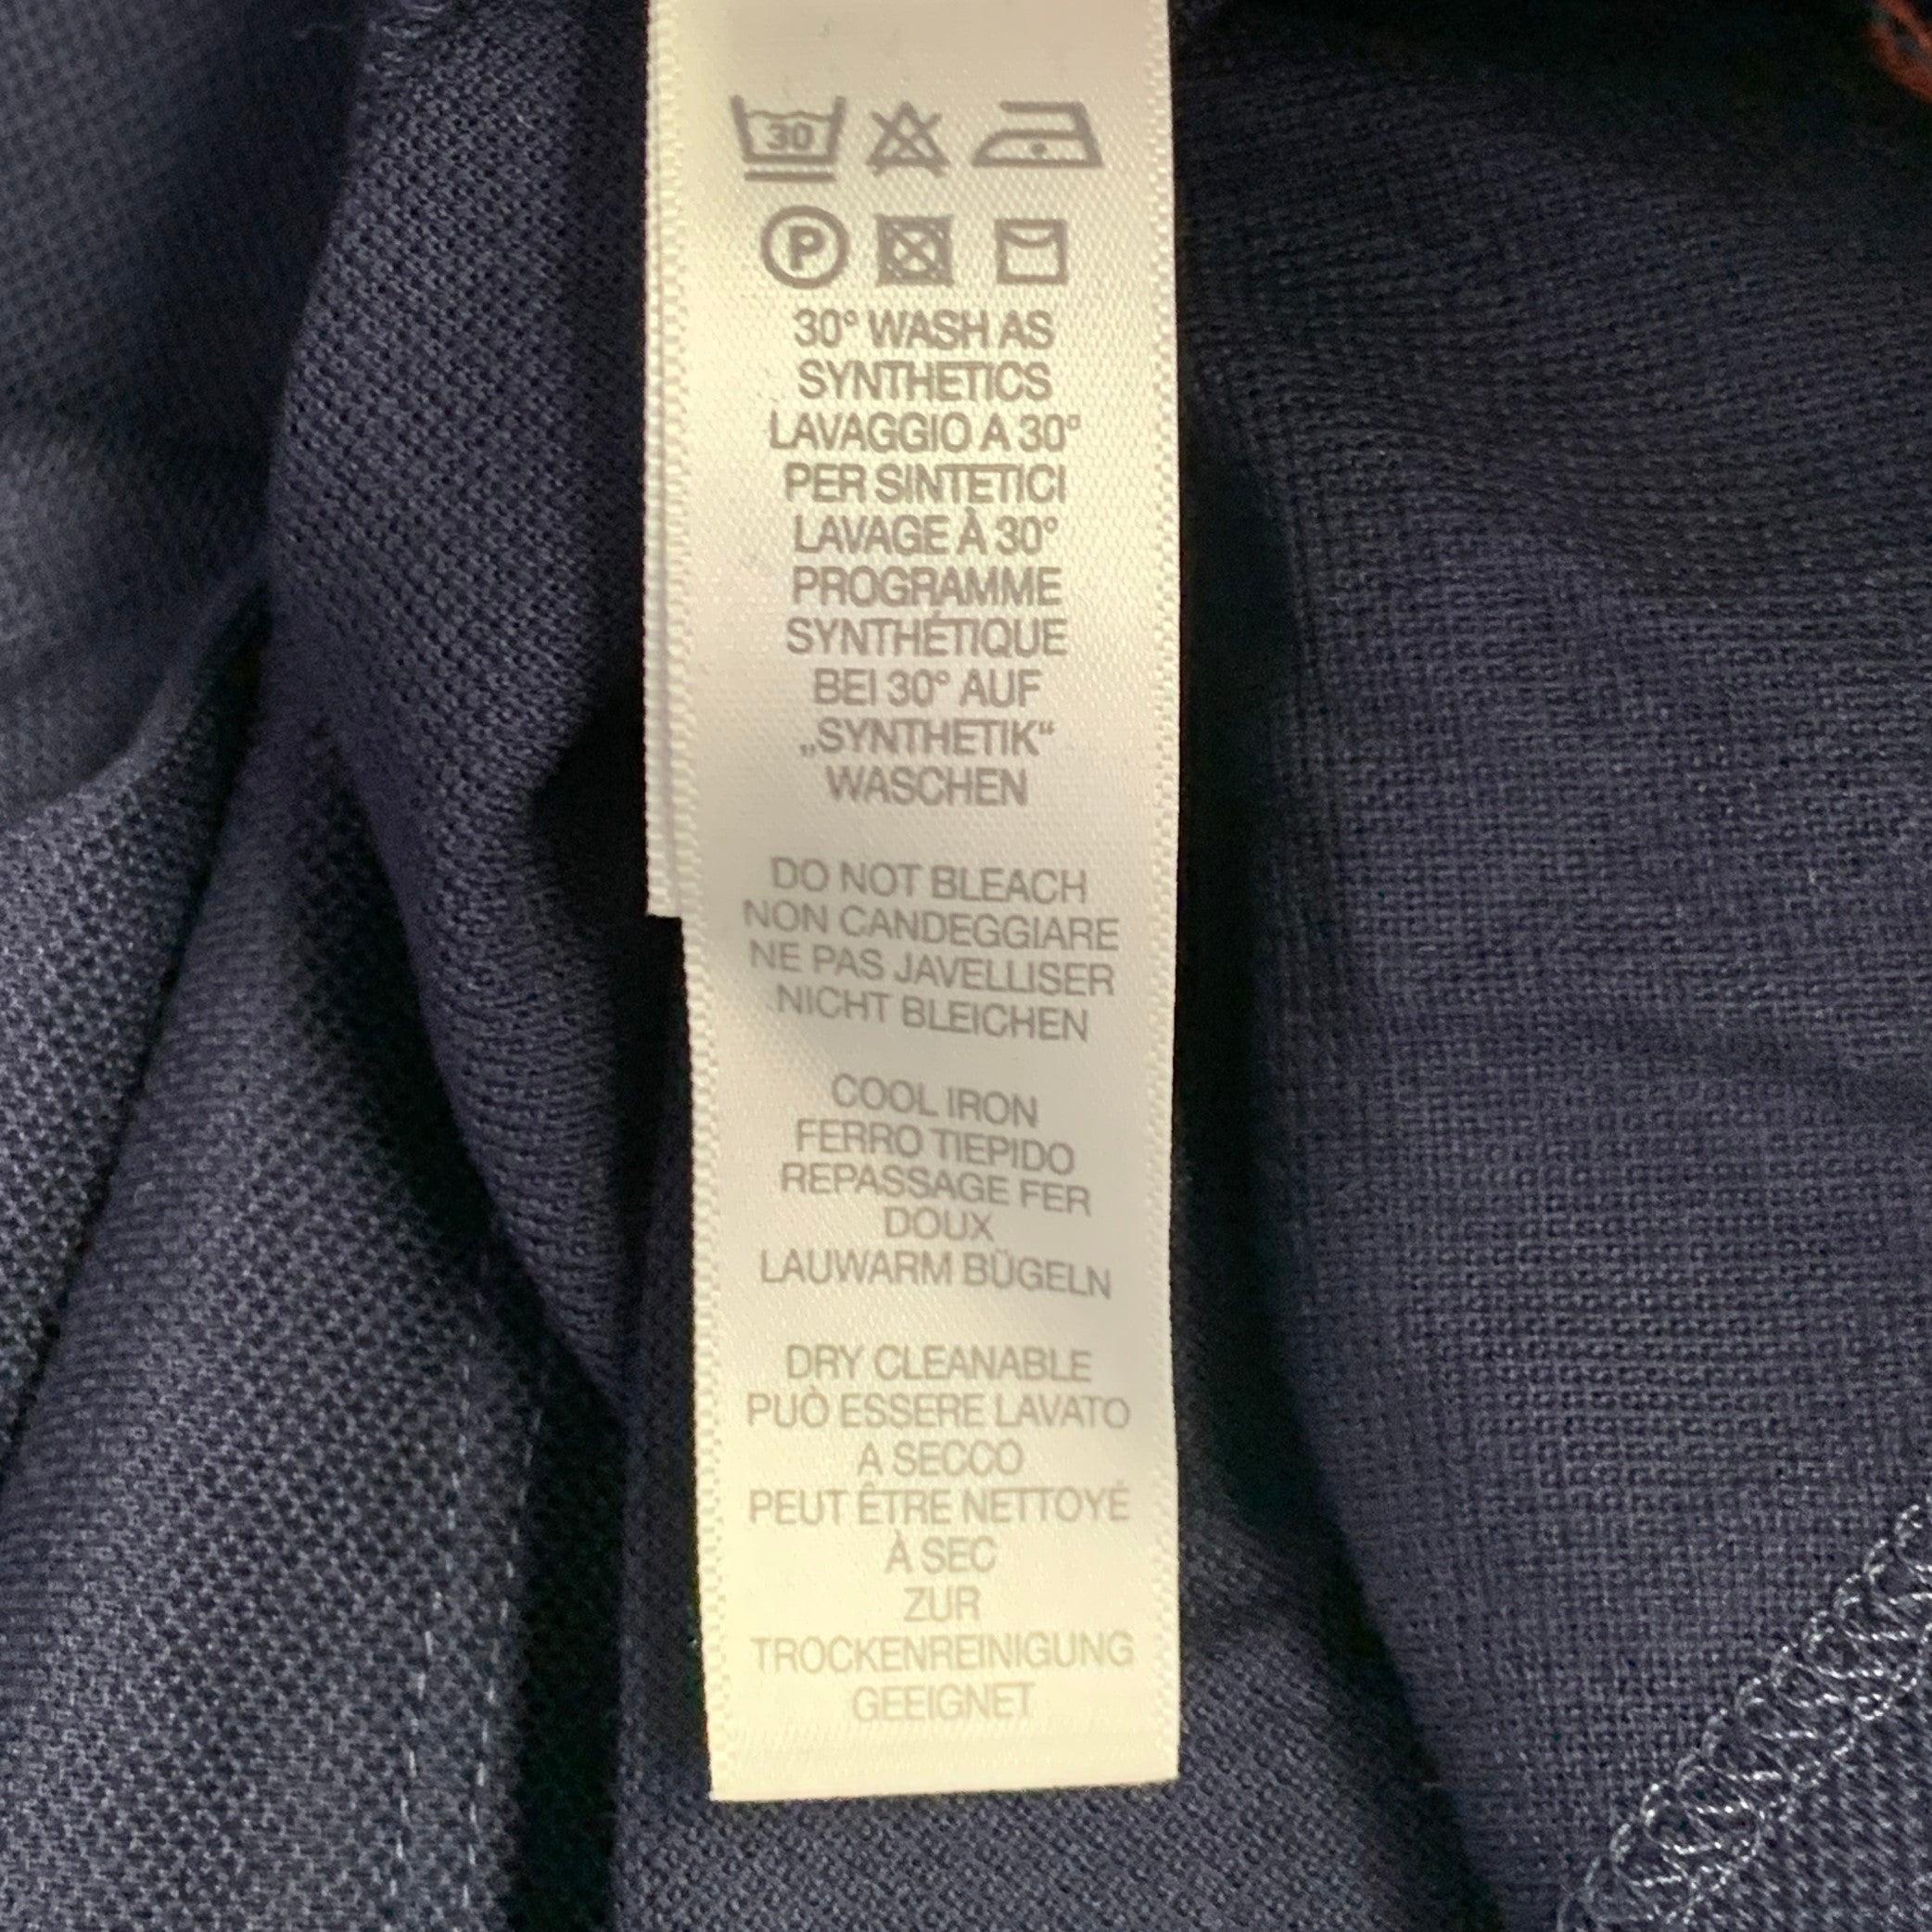 30
P
30° WASH AS
SYNTHETICS
LAVAGGIO A 30°
PER SINTETICI
LAVAGE À 30°
PROGRAMME
SYNTHÉTIQUE
BEI 30° AUF
„SYNTHETIK“
WASCHEN
DO NOT BLEACH
NON CANDEGGIARE
NE PAS JAVELLISER
NICHT BLEICHEN
COOL IRON
FERRO TIEPIDO
REPASSAGE FER
DOUX
LAUWARM BÜGELN
DRY CLEANABLE
PUÒ ESSERE LAVATO
A SECCO
PEUT ÊTRE NETTOYÉ
À SEC
ZUR
TROCKENREINIGUNG
GEEIGNET